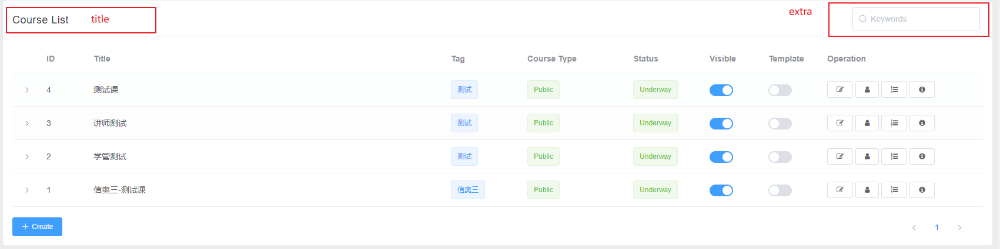 Course List title extra Keywords
ID Title Tag Course Type Status Visible Template Operation
4 测试课 测试 Public Underway
3 讲师测试 测试 Public Underway
2 学管测试 测试 Public Underway
1 信奥三-测试课 信奥三 Public Underway
+ Create < 1 >